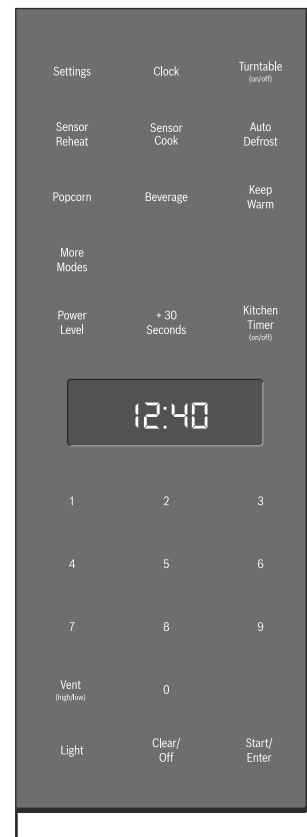 Settings Clock Turntable
(on/off)
Sensor Sensor Auto
Reheat Cook Defrost
Popcorn Beverage Keep
Warm
More
Modes
Power + 30 Kitchen
Level Seconds Timer
(on/off)
12:40
1 2 3
4 5 6
7 8 9
Vent 0
(high/low)
Light Clear/ Start/
Off Enter